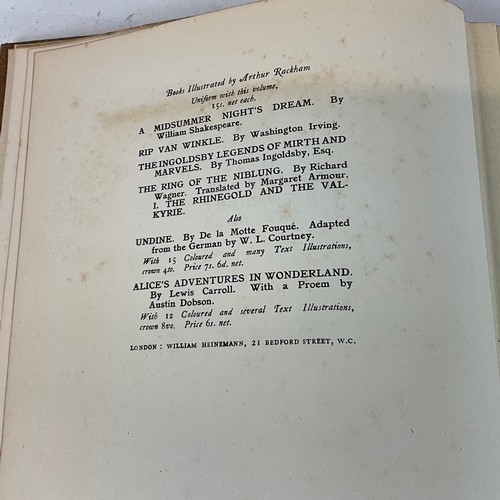 Books Illustrated by Arthur Rackham
Uniform with this volume,
15s. net each.
A MIDSUMMER NIGHT'S DREAM. By
William Shakespeare.
RIP VAN WINKLE. By Washington Irving.
THE INGOLDSBY LEGENDS OF MIRTH AND
MARVELS. By Thomas Ingoldsby, Esq.
THE RING OF THE NIBLUNG. By Richard
Wagner. Translated by Margaret Armour.
I. THE RHINEGOLD AND THE VAL-
KYRIE.
Also
UNDINE. By De la Motte Fouqué. Adapted
from the German by W. L. Courtney.
With 15 Coloured and many Text Illustrations,
crown 4to. Price 7s. 6d. net.
ALICE'S ADVENTURES IN WONDERLAND.
By Lewis Carroll. With a Proem by
Austin Dobson.
With 12 Coloured and several Text Illustrations,
crown 8vo. Price 6s. net.
LONDON : WILLIAM HEINEMANN, 21 BEDFORD STREET, W.C.